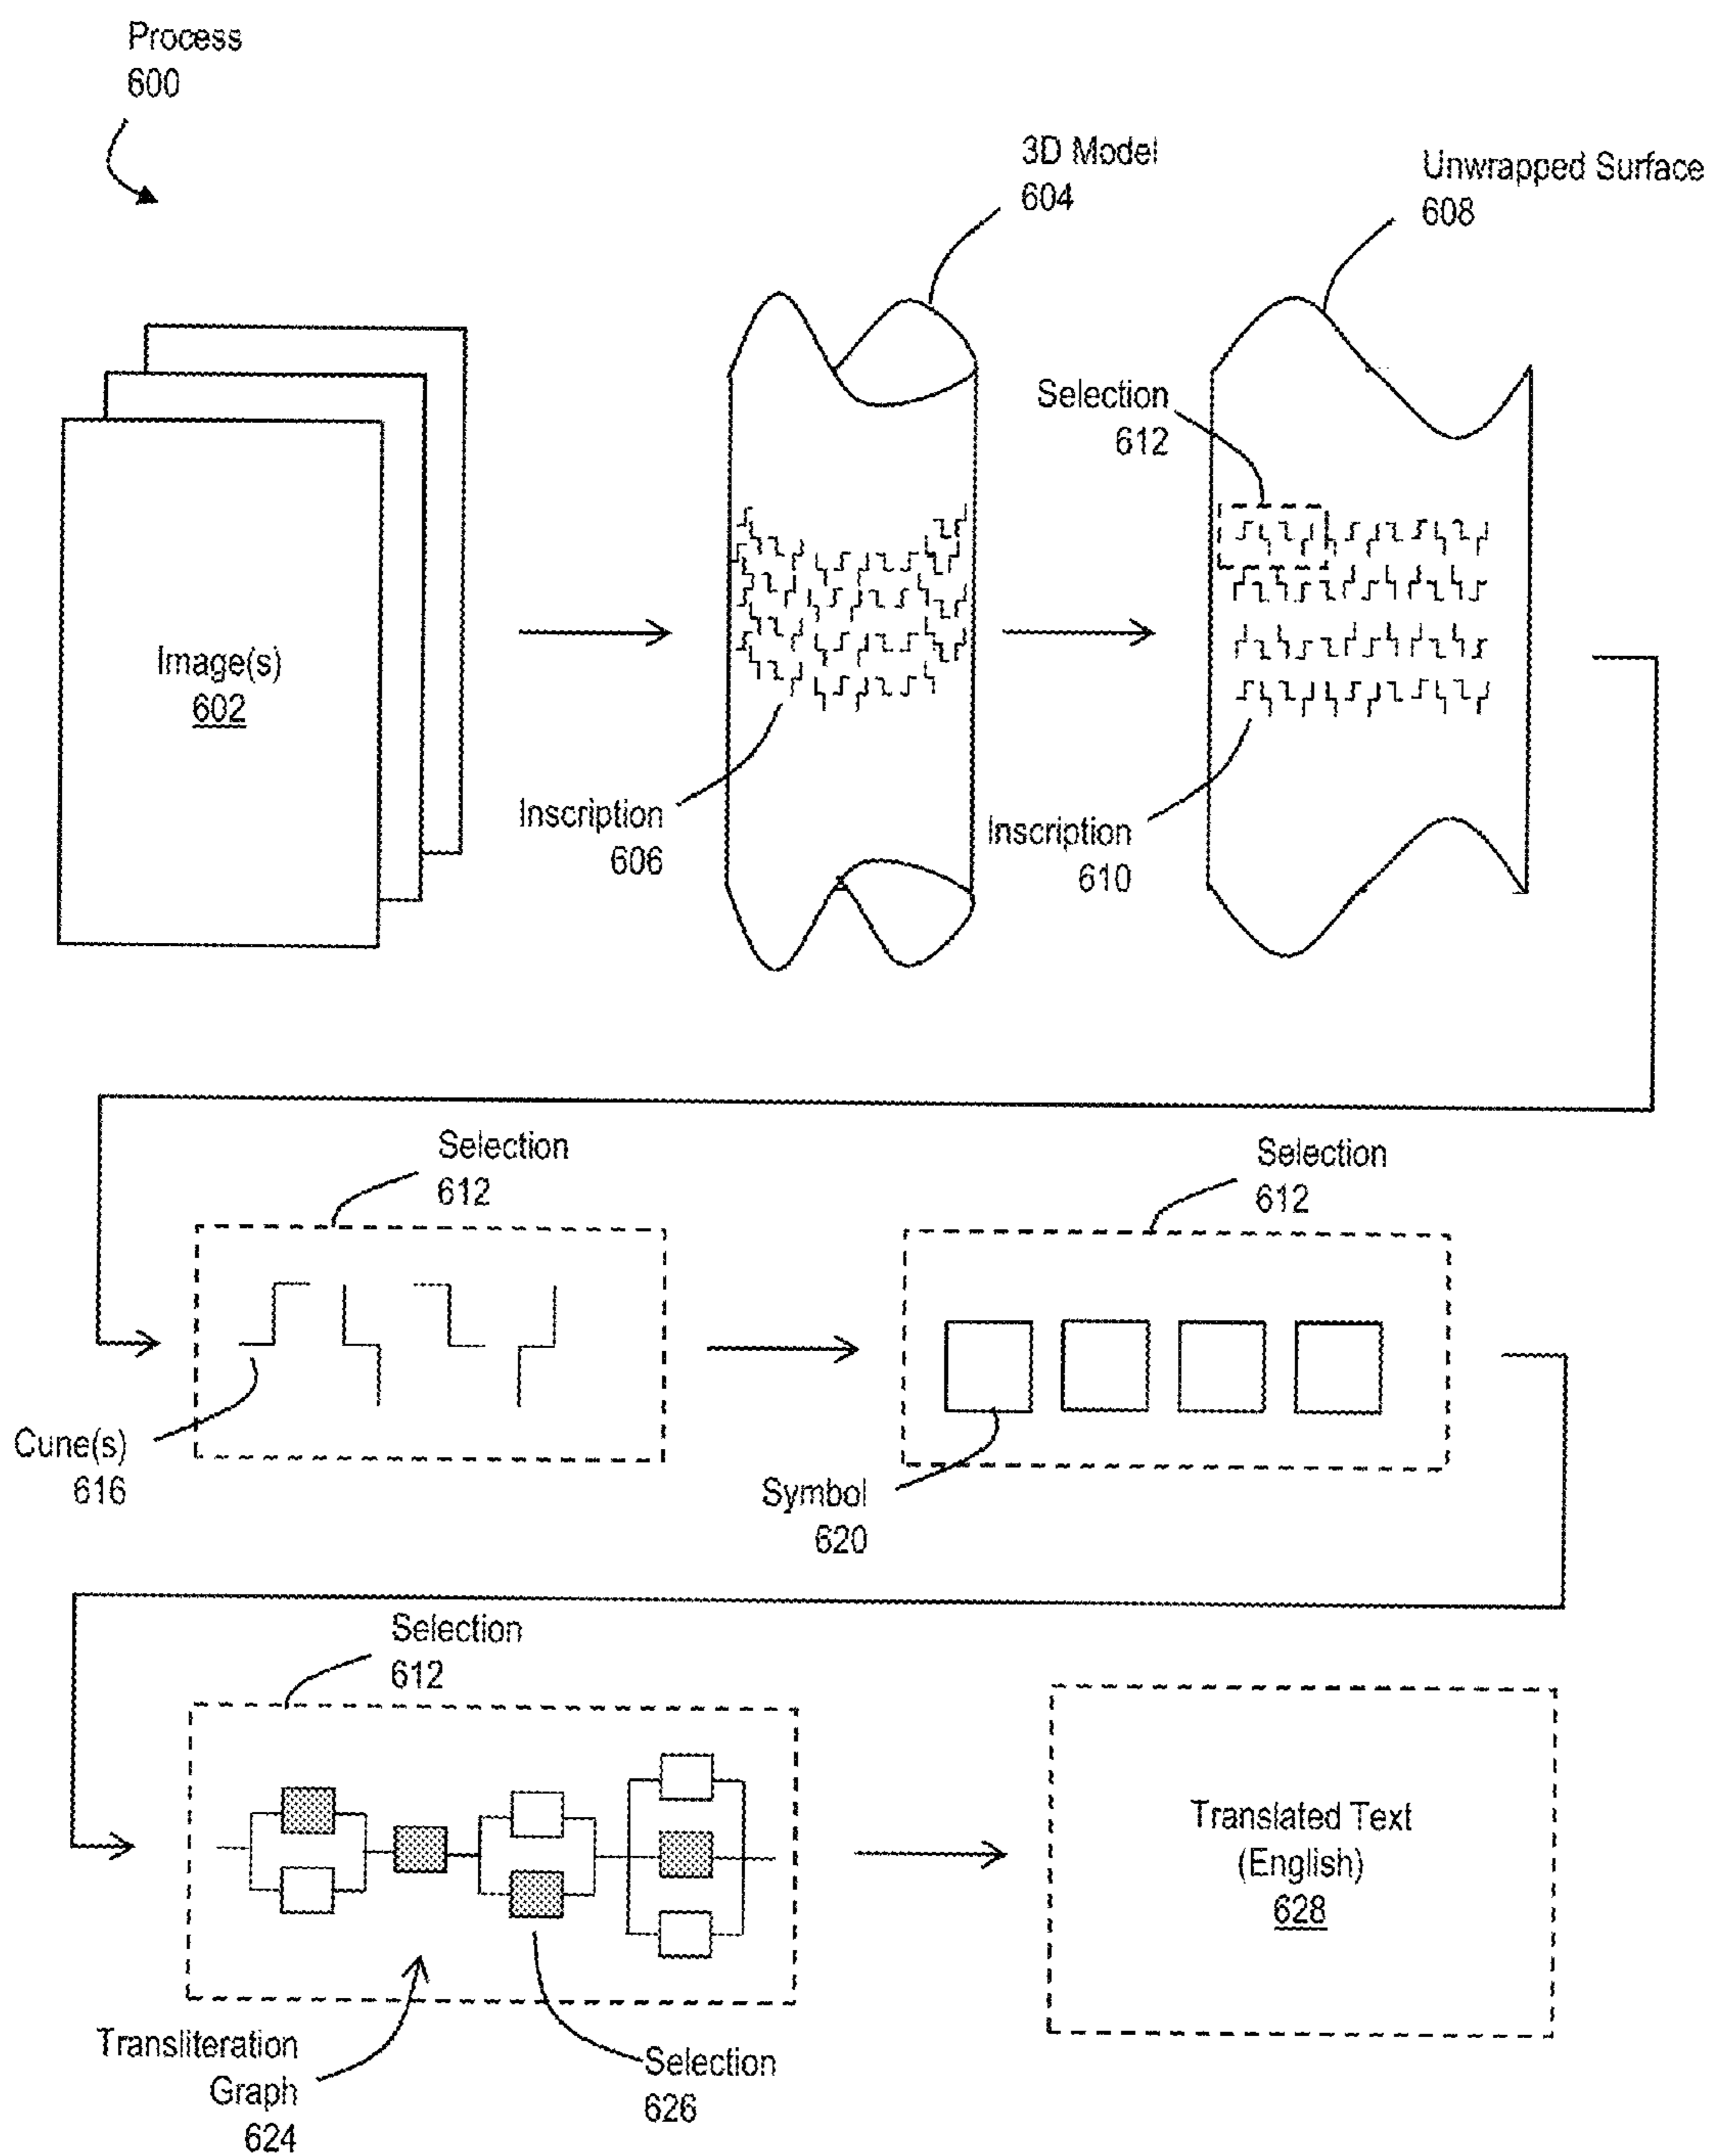 Process
600
3D Model
604
Unwrapped Surface
608
Selection
612
Image(s)
602
Inscription
606
Inscription
610
Selection
612
Selection
612
Cune(s)
616
Symbol
620
Selection
612
Translated Text
(English)
628
Transliteration
Graph
624
Selection
626